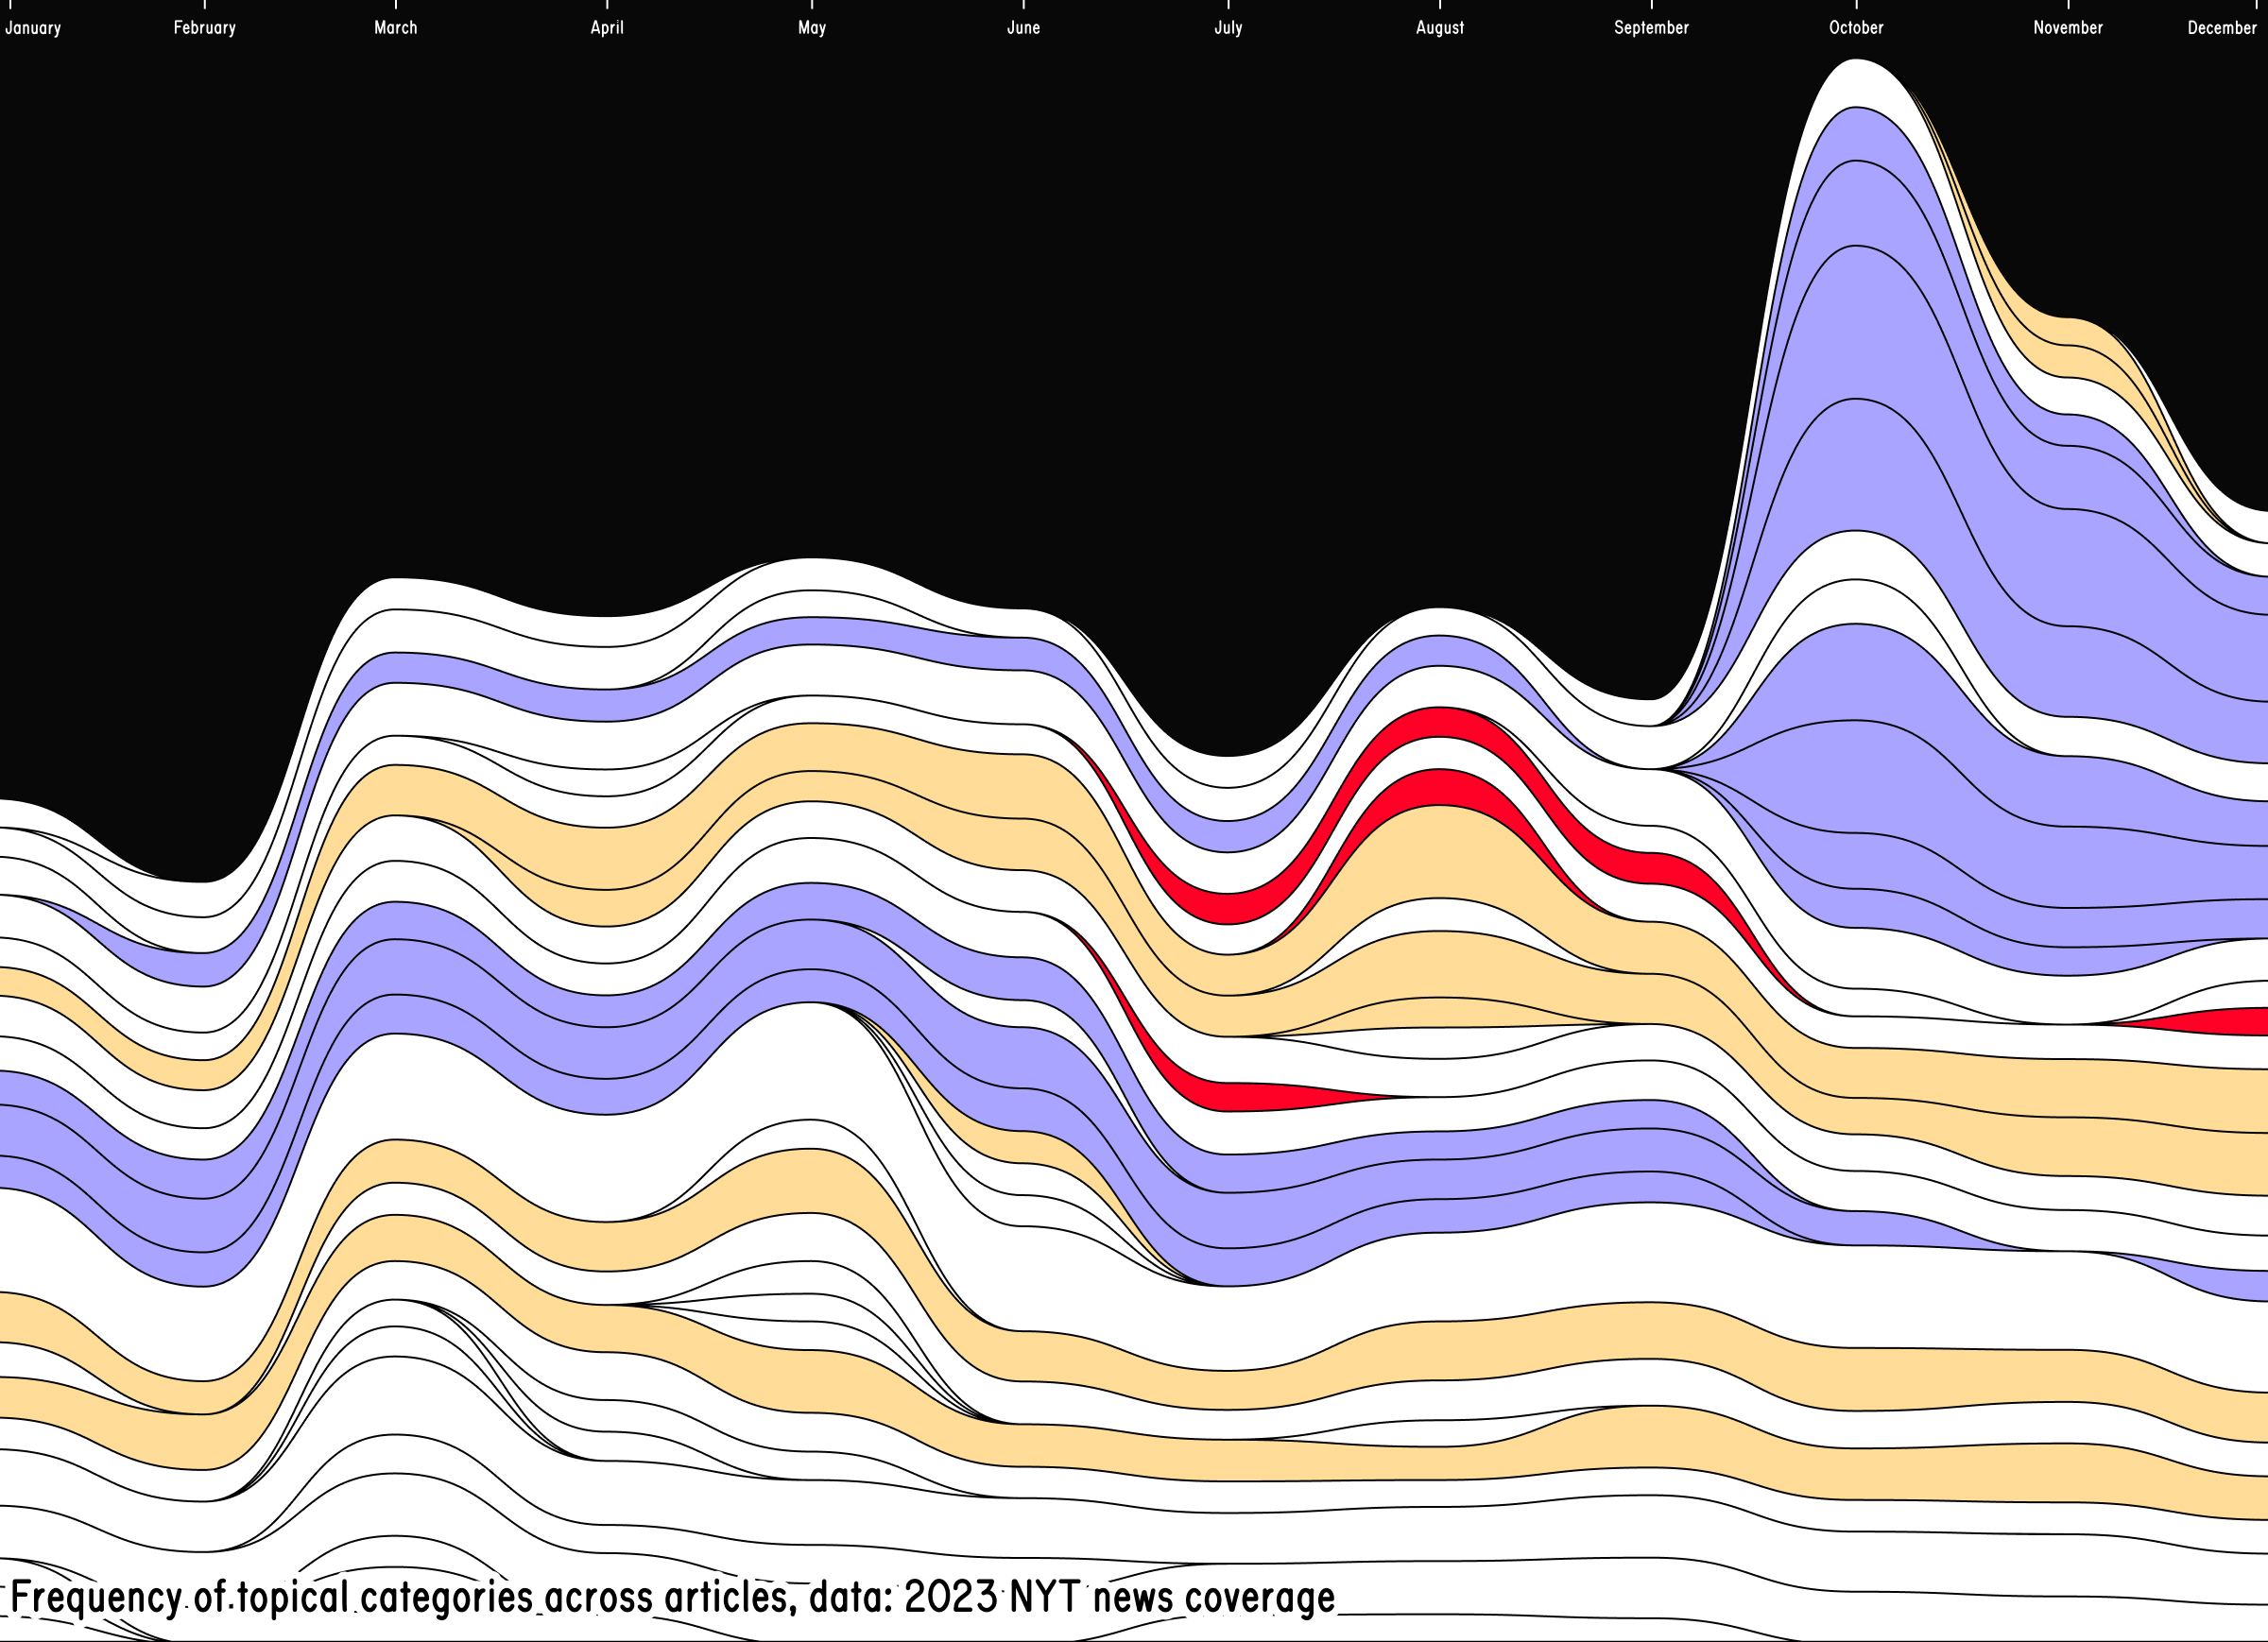 January February March April May June July August September October November December
Frequency of topical categories across articles, data: 2023 NYT news coverage